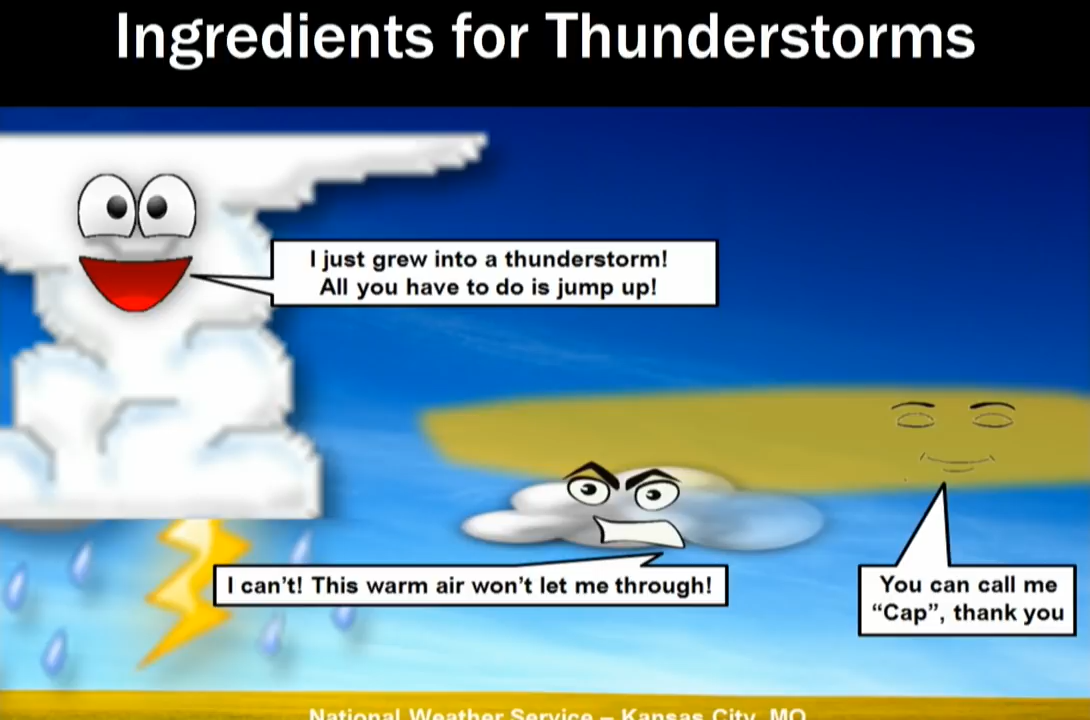 Ingredients for Thunderstorms
I just grew into a thunderstorm!
All you have to do is jump up!
I can't! This warm air won't let me through!
You can call me
“Cap”, thank you
National Weather Service – Kansas City, MO